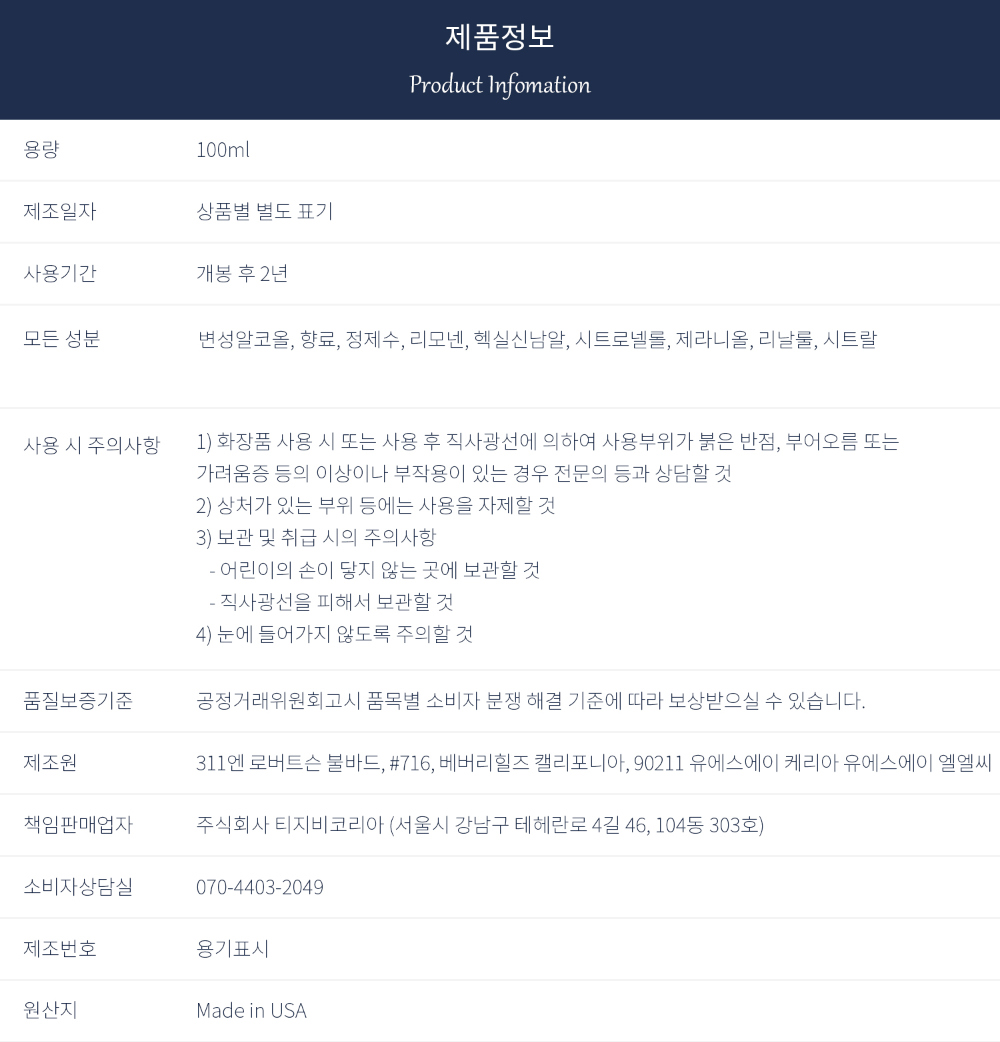 제품정보
Product Infomation
용량 100ml
제조일자 상품별 별도 표기
사용기간 개봉 후 2년
모든 성분 변성알코올, 향료, 정제수, 리모넨, 헥실신남알, 시트로넬롤, 제라니올, 리날룰, 시트랄
사용 시 주의사항 1) 화장품 사용 시 또는 사용 후 직사광선에 의하여 사용부위가 붉은 반점, 부어오름 또는
가려움증 등의 이상이나 부작용이 있는 경우 전문의 등과 상담할 것
2) 상처가 있는 부위 등에는 사용을 자제할 것
3) 보관 및 취급 시의 주의사항
- 어린이의 손이 닿지 않는 곳에 보관할 것
- 직사광선을 피해서 보관할 것
4) 눈에 들어가지 않도록 주의할 것
품질보증기준 공정거래위원회고시 품목별 소비자 분쟁 해결 기준에 따라 보상받으실 수 있습니다.
제조원 311엔 로버트슨 불바드, #716, 베버리힐즈 캘리포니아, 90211 유에스에이 케리아 유에스에이 엘엘씨
책임판매업자 주식회사 티지비코리아 (서울시 강남구 테헤란로 4길 46, 104동 303호)
소비자상담실 070-4403-2049
제조번호 용기표시
원산지 Made in USA